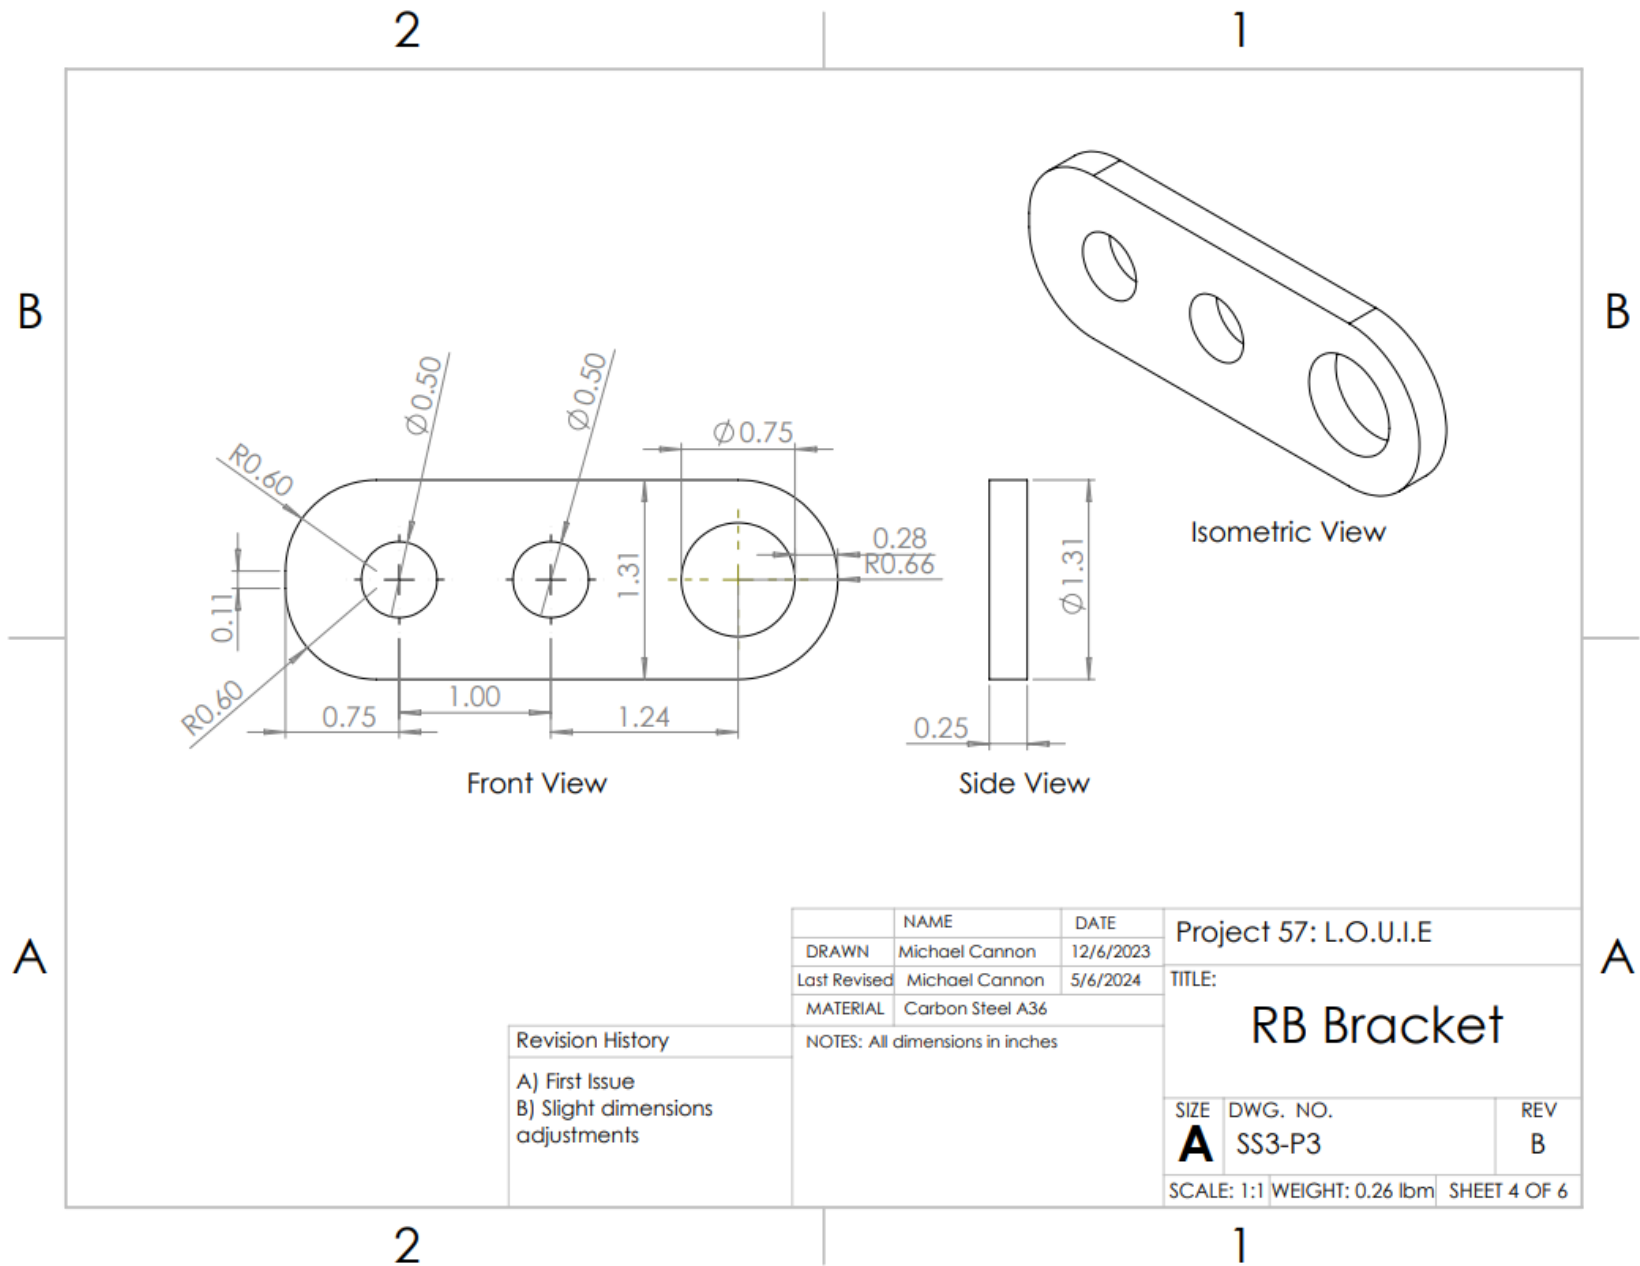 2
1
B
B
Ø0.50
Ø0.50
Ø0.75
R0.60
0.28
R0.66
1.31
0.11
Ø1.31
R0.60
0.75
1.00
1.24
0.25
Isometric View
Front View
Side View
A
A
NAME DATE
DRAWN Michael Cannon 12/6/2023
Last Revised Michael Cannon 5/6/2024
MATERIAL Carbon Steel A36
NOTES: All dimensions in inches
Project 57: L.O.U.I.E
TITLE:
RB Bracket
Revision History
A) First Issue
B) Slight dimensions
adjustments
SIZE DWG. NO. REV
A SS3-P3 B
SCALE: 1:1 WEIGHT: 0.26 lbm SHEET 4 OF 6
2
1